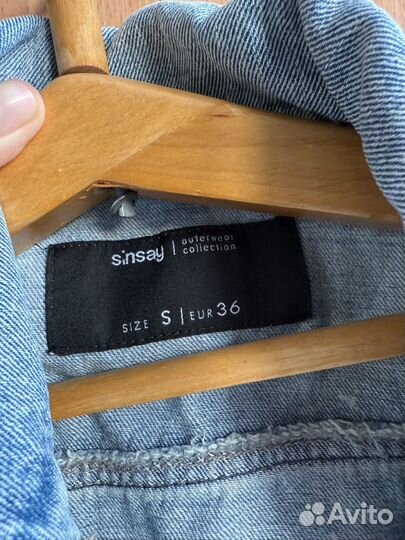 sinsay | outerwear
collection
SIZE S | EUR 36
Avito